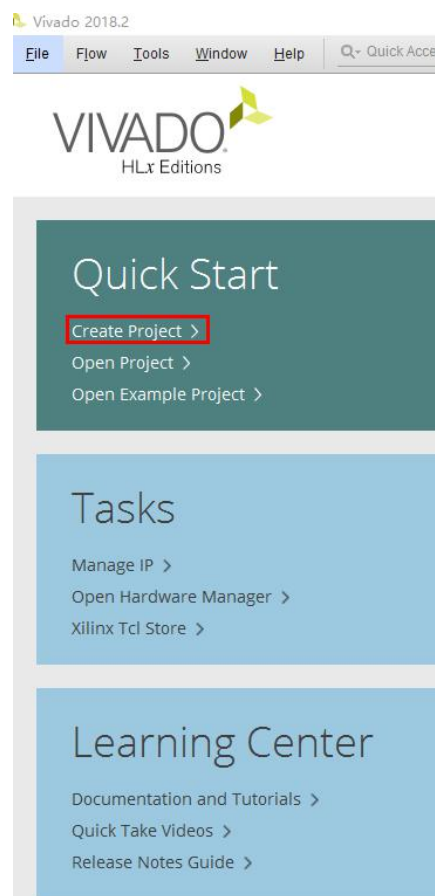 Vivado 2018.2
File Flow Tools Window Help Quick Acce
VIVADO.
HLx Editions
Quick Start
Create Project >
Open Project >
Open Example Project >
Tasks
Manage IP >
Open Hardware Manager >
Xilinx Tcl Store >
Learning Center
Documentation and Tutorials >
Quick Take Videos >
Release Notes Guide >